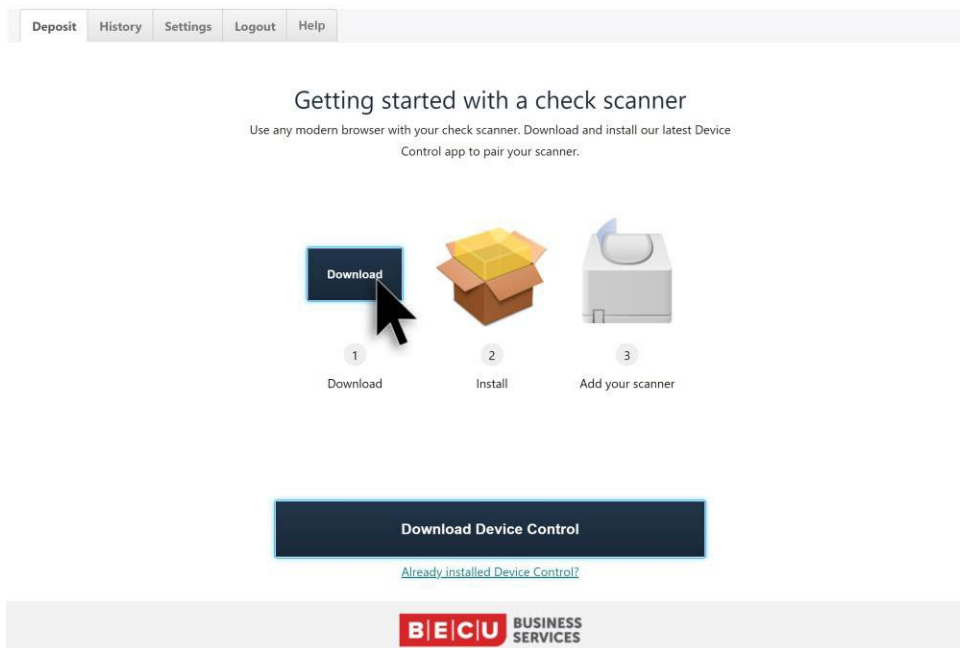 Deposit History Settings Logout Help
Getting started with a check scanner
Use any modern browser with your check scanner. Download and install our latest Device
Control app to pair your scanner.
Download
1 2 3
Download Install Add your scanner
Download Device Control
Already installed Device Control?
B|E|C|U BUSINESS
SERVICES